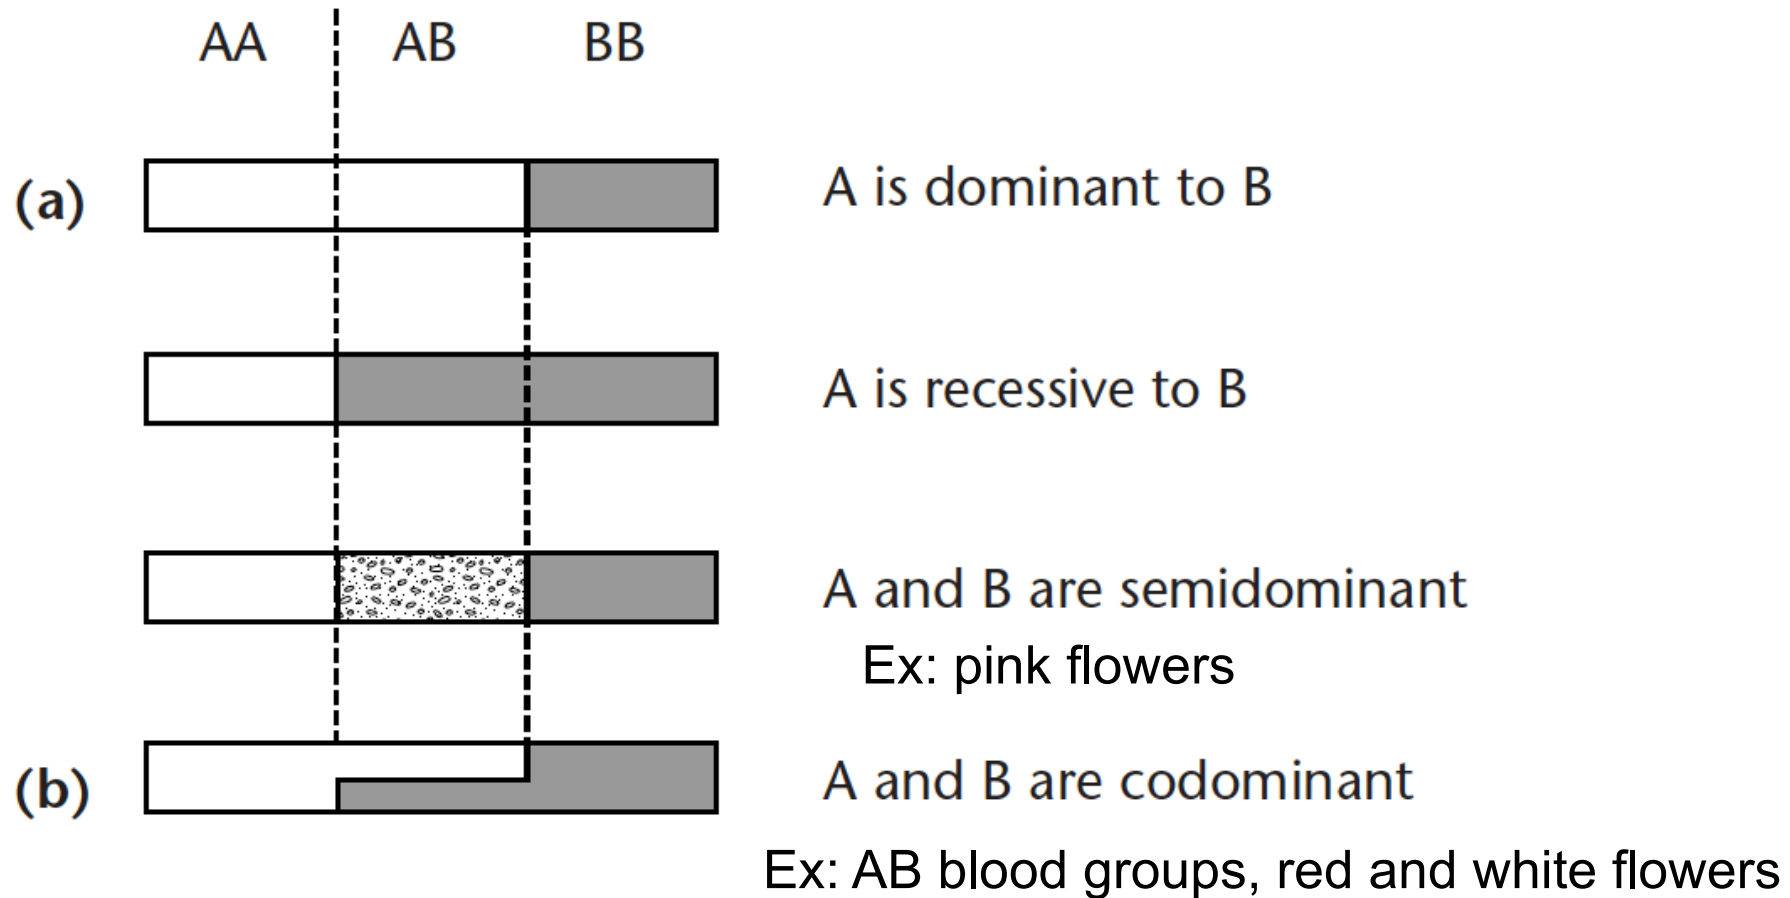 AA AB BB
(a) A is dominant to B
A is recessive to B
A and B are semidominant
Ex: pink flowers
(b) A and B are codominant
Ex: AB blood groups, red and white flowers